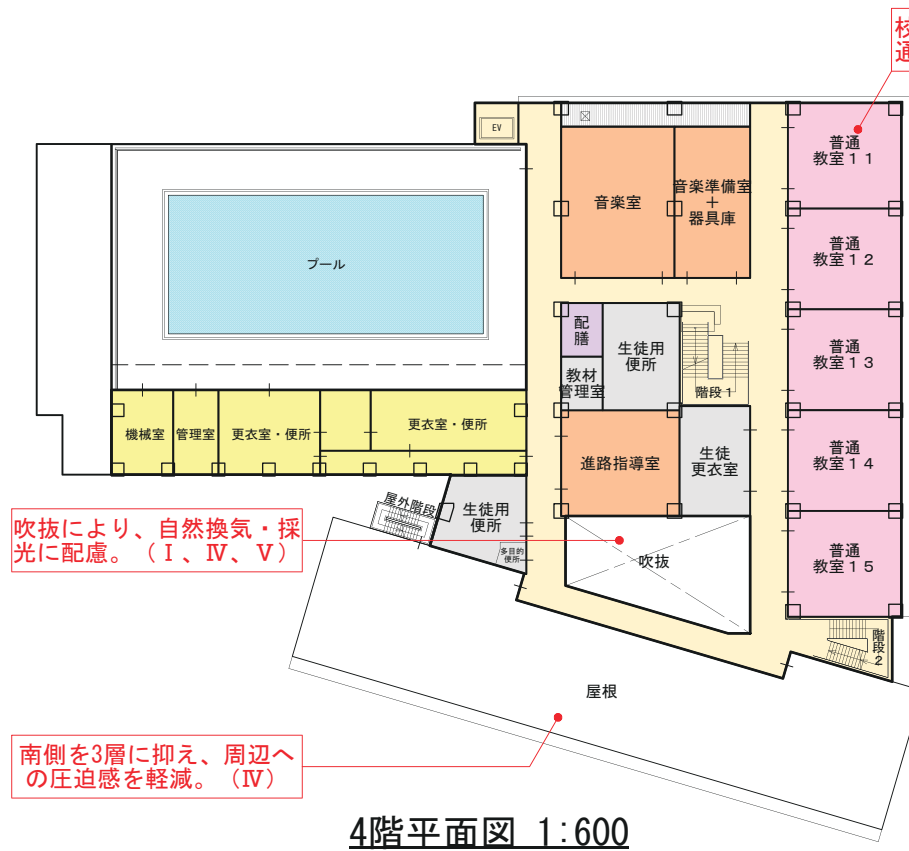 核
通
EV
普通
教室１１
音楽室
音楽準備室
＋
器具庫
プール
普通
教室１２
配
膳
生徒用
便所
普通
教室１３
教材
管理室
階段１
機械室
管理室
更衣室・便所
更衣室・便所
進路指導室
生徒
更衣室
普通
教室１４
屋外階段
生徒用
便所
多目的
便所
吹抜により、自然換気・採
光に配慮。（Ⅰ、Ⅳ、Ⅴ）
吹抜
普通
教室１５
階段２
屋根
南側を3層に抑え、周辺へ
の圧迫感を軽減。（Ⅳ）
4階平面図 1:600